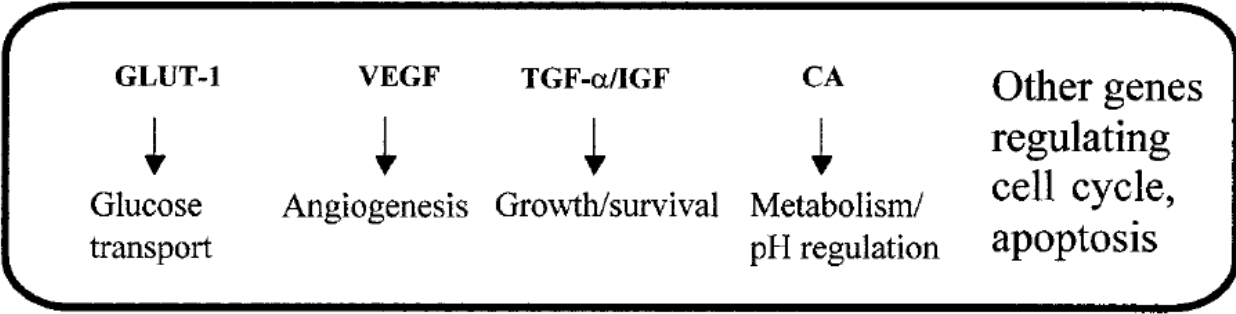 GLUT-1
VEGF
TGF-α/IGF
CA
Glucose
transport
Angiogenesis
Growth/survival
Metabolism/
pH regulation
Other genes
regulating
cell cycle,
apoptosis